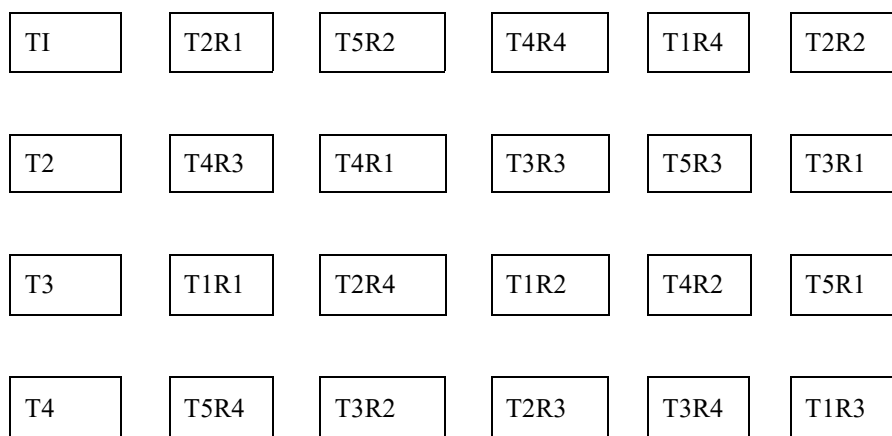 TI T2R1 T5R2 T4R4 T1R4 T2R2
T2 T4R3 T4R1 T3R3 T5R3 T3R1
T3 T1R1 T2R4 T1R2 T4R2 T5R1
T4 T5R4 T3R2 T2R3 T3R4 T1R3